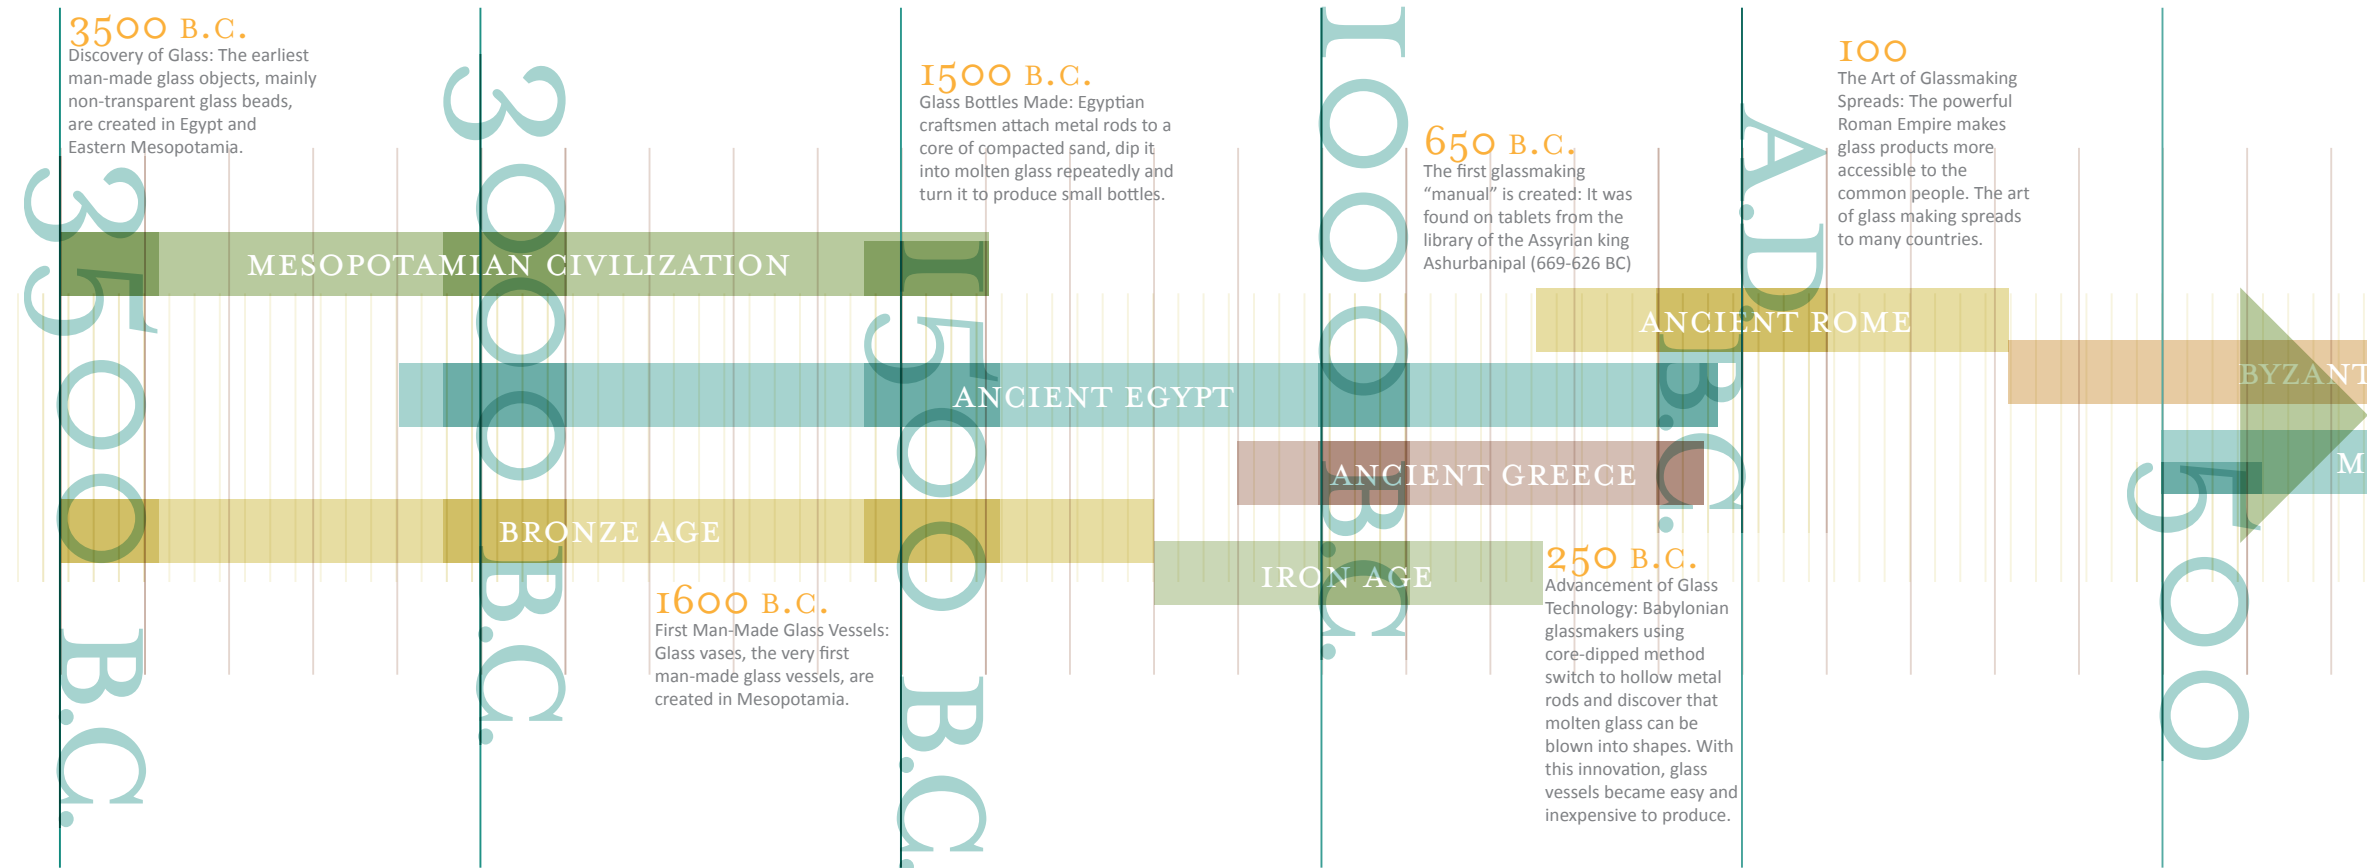 3500 B.C.
Discovery of Glass: The earliest
man-made glass objects, mainly
non-transparent glass beads,
are created in Egypt and
Eastern Mesopotamia.
3500 B.C.
3000 B.C.
1500 B.C.
Glass Bottles Made: Egyptian
craftsmen attach metal rods to a
core of compacted sand, dip it
into molten glass repeatedly and
turn it to produce small bottles.
1500 B.C.
1000 B.C.
650 B.C.
The first glassmaking
“manual” is created: It was
found on tablets from the
library of the Assyrian king
Ashurbanipal (669-626 BC)
A.D.
B.C.
100
The Art of Glassmaking
Spreads: The powerful
Roman Empire makes
glass products more
accessible to the
common people. The art
of glass making spreads
to many countries.
MESOPOTAMIAN CIVILIZATION
ANCIENT ROME
BYZANT
ANCIENT EGYPT
ANCIENT GREECE
M
500
BRONZE AGE
IRON AGE
1600 B.C.
First Man-Made Glass Vessels:
Glass vases, the very first
man-made glass vessels, are
created in Mesopotamia.
250 B.C.
Advancement of Glass
Technology: Babylonian
glassmakers using
core-dipped method
switch to hollow metal
rods and discover that
molten glass can be
blown into shapes. With
this innovation, glass
vessels became easy and
inexpensive to produce.